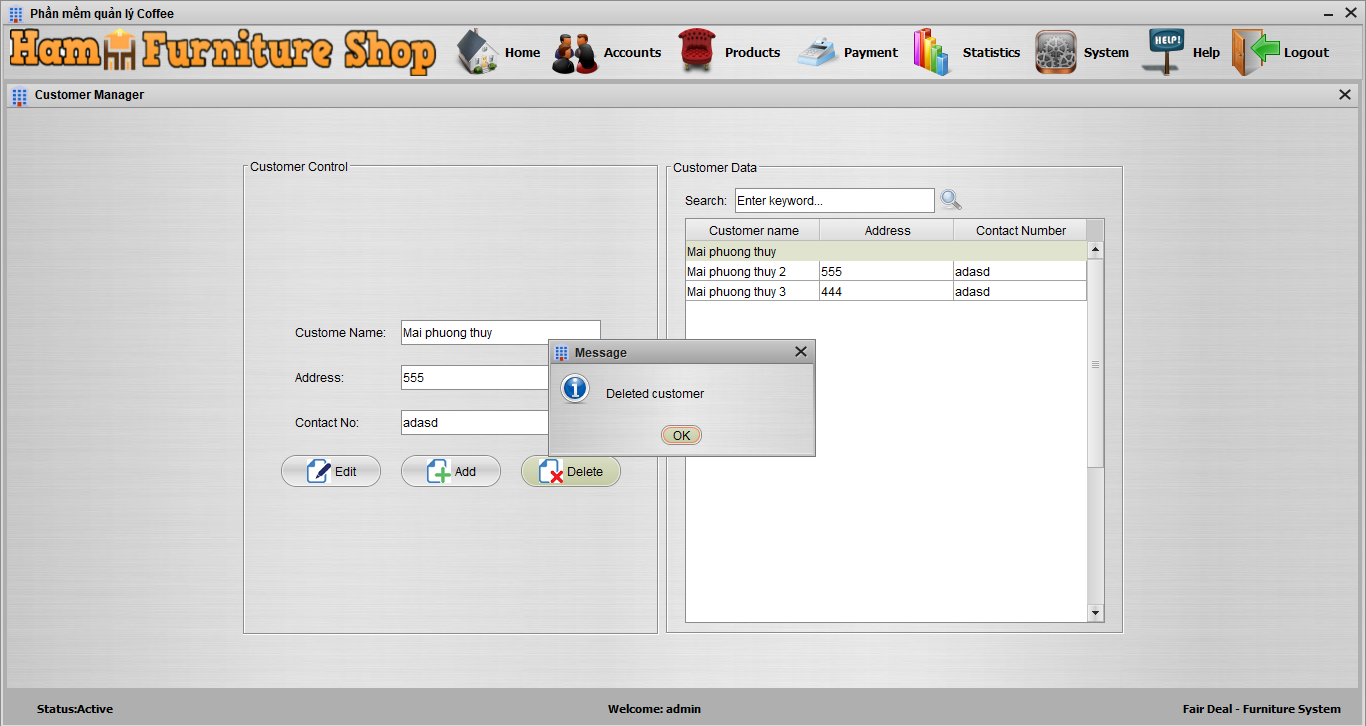 Phần mềm quản lý Coffee
Ham Furniture Shop
Home
Accounts
Products
Payment
Statistics
System
HELP!
Help
Logout
Customer Manager
Customer Control
Custome Name:
Mai phuong thuy
Address:
555
Contact No:
adasd
Edit
Add
Delete
Customer Data
Search:
Enter keyword...
Customer name Address Contact Number
Mai phuong thuy
Mai phuong thuy 2 555 adasd
Mai phuong thuy 3 444 adasd
Message
Deleted customer
OK
Status:Active
Welcome: admin
Fair Deal - Furniture System